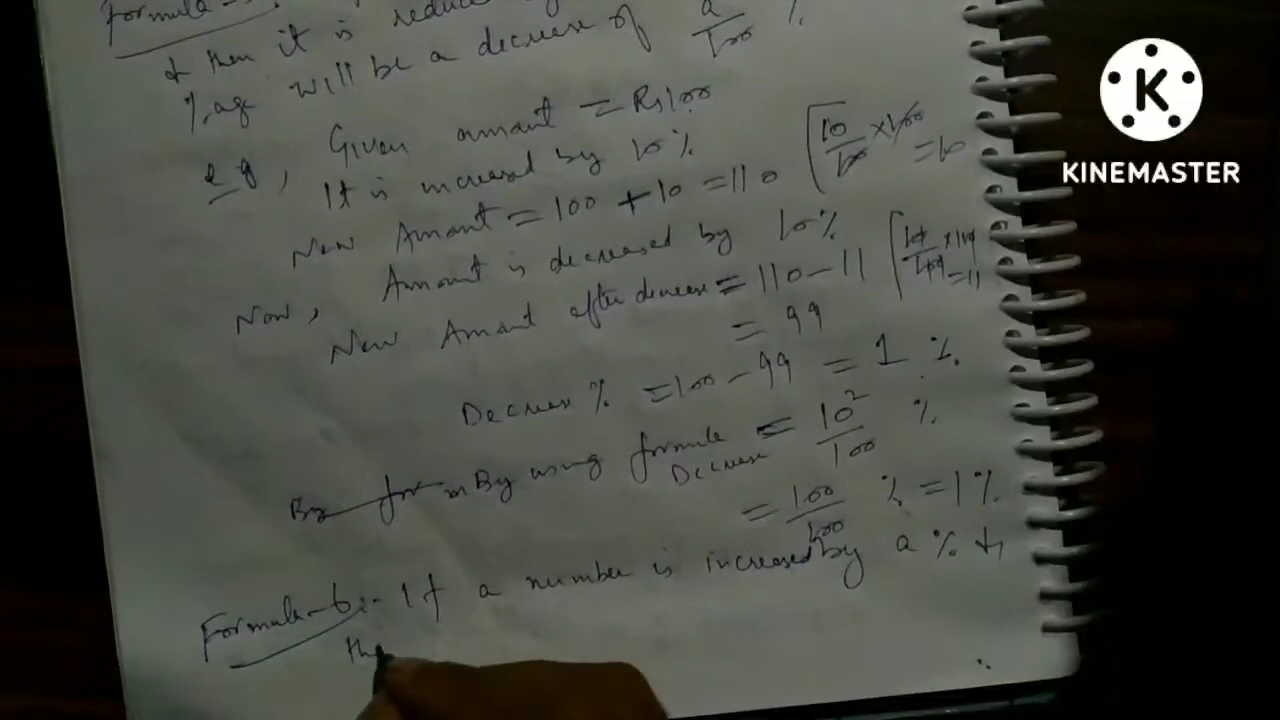 Formula-
& then it is reduce
%age will be a decrease of a/100 %
e.g, Given amount = Rs100
It is increased by 10%
New Amount = 100 + 10 = 110 [10/100 × 100 = 10
Now, Amount is decreased by 10%
New Amount after decrease = 110 - 11 [10/100 × 110 = 11
= 99
Decrease % = 100 - 99 = 1 %
By for By using formula Decrease = 10²/100 %
= 100/100 % = 1%
Formula-6:- If a number is increased by a % &
the
K
KINEMASTER